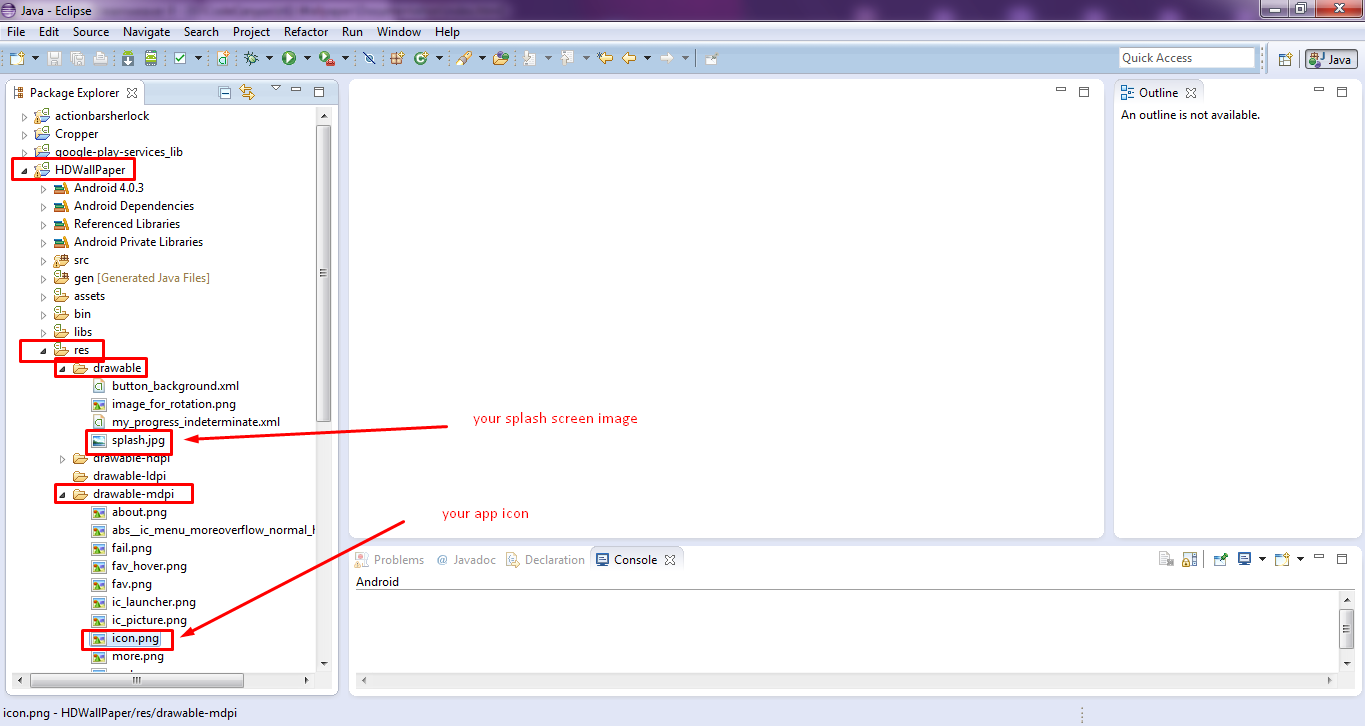 Java - Eclipse
File Edit Source Navigate Search Project Refactor Run Window Help
Quick Access
Java
Package Explorer
actionbarsherlock
Cropper
google-play-services_lib
HDWallPaper
Android 4.0.3
Android Dependencies
Referenced Libraries
Android Private Libraries
src
gen [Generated Java Files]
assets
bin
libs
res
drawable
button_background.xml
image_for_rotation.png
my_progress_indeterminate.xml
splash.jpg
drawable-hdpi
drawable-ldpi
drawable-mdpi
about.png
abs__ic_menu_moreoverflow_normal_h
fail.png
fav_hover.png
fav.png
ic_launcher.png
ic_picture.png
icon.png
more.png
your splash screen image
your app icon
Outline
An outline is not available.
Problems @ Javadoc Declaration Console
Android
icon.png - HDWallPaper/res/drawable-mdpi